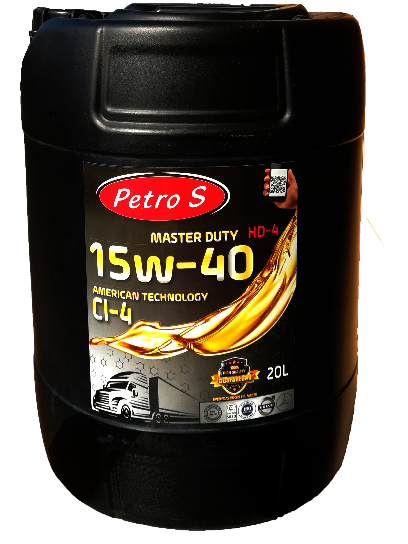 Petro S
MASTER DUTY HD-4
15W-40
AMERICAN TECHNOLOGY
CI-4
20L